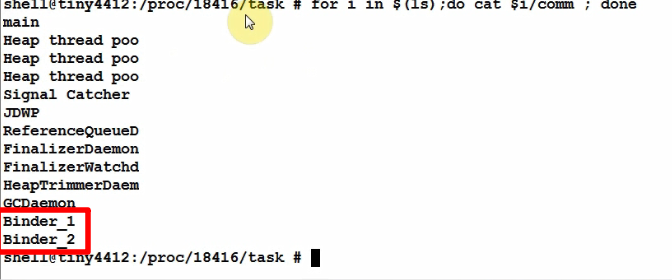 shell@tiny4412:/proc/18416/task # for i in $(ls);do cat $i/comm ; done
main
Heap thread poo
Heap thread poo
Heap thread poo
Signal Catcher
JDWP
ReferenceQueueD
FinalizerDaemon
FinalizerWatchd
HeapTrimmerDaem
GCDaemon
Binder_1
Binder_2
shell@tiny4412:/proc/18416/task #